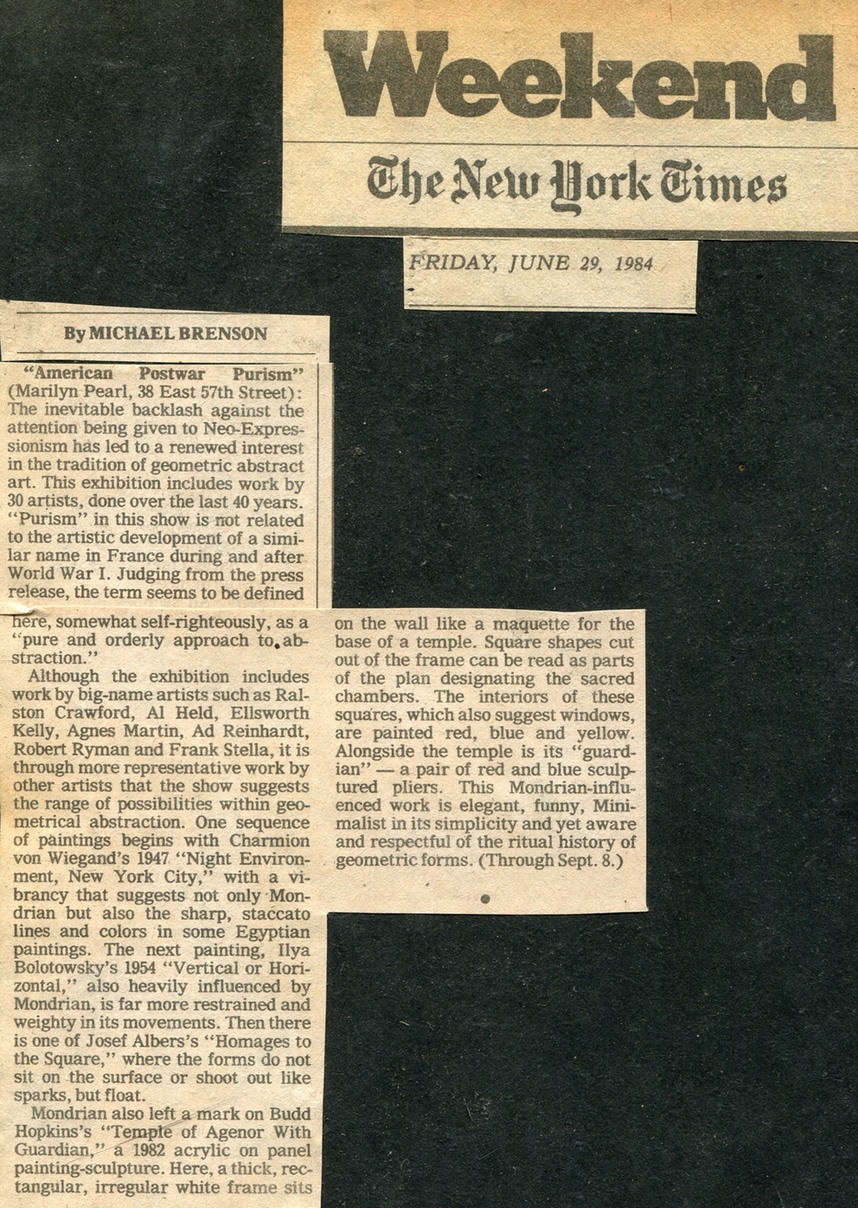 Weekend
The New York Times
FRIDAY, JUNE 29, 1984
By MICHAEL BRENSON
“American Postwar Purism”
(Marilyn Pearl, 38 East 57th Street):
The inevitable backlash against the
attention being given to Neo-Expres-
sionism has led to a renewed interest
in the tradition of geometric abstract
art. This exhibition includes work by
30 artists, done over the last 40 years.
“Purism” in this show is not related
to the artistic development of a simi-
lar name in France during and after
World War I. Judging from the press
release, the term seems to be defined
here, somewhat self-righteously, as a
“pure and orderly approach to ab-
straction.”
Although the exhibition includes
work by big-name artists such as Ral-
ston Crawford, Al Held, Ellsworth
Kelly, Agnes Martin, Ad Reinhardt,
Robert Ryman and Frank Stella, it is
through more representative work by
other artists that the show suggests
the range of possibilities within geo-
metrical abstraction. One sequence
of paintings begins with Charmion
von Wiegand’s 1947 “Night Environ-
ment, New York City,” with a vi-
brancy that suggests not only Mon-
drian but also the sharp, staccato
lines and colors in some Egyptian
paintings. The next painting, Ilya
Bolotowsky’s 1954 “Vertical or Hori-
zontal,” also heavily influenced by
Mondrian, is far more restrained and
weighty in its movements. Then there
is one of Josef Albers’s “Homages to
the Square,” where the forms do not
sit on the surface or shoot out like
sparks, but float.
Mondrian also left a mark on Budd
Hopkins’s “Temple of Agenor With
Guardian,” a 1982 acrylic on panel
painting-sculpture. Here, a thick, rec-
tangular, irregular white frame sits
on the wall like a maquette for the
base of a temple. Square shapes cut
out of the frame can be read as parts
of the plan designating the sacred
chambers. The interiors of these
squares, which also suggest windows,
are painted red, blue and yellow.
Alongside the temple is its “guard-
ian” — a pair of red and blue sculp-
tured pliers. This Mondrian-influ-
enced work is elegant, funny, Mini-
malist in its simplicity and yet aware
and respectful of the ritual history of
geometric forms. (Through Sept. 8.)